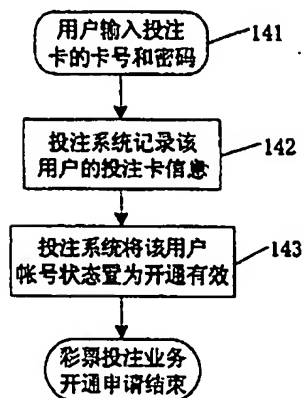 用户输入投注
卡的卡号和密码
141
投注系统记录该
用户的投注卡信息
142
投注系统将该用户
帐号状态置为开通有效
143
彩票投注业务
开通申请结束